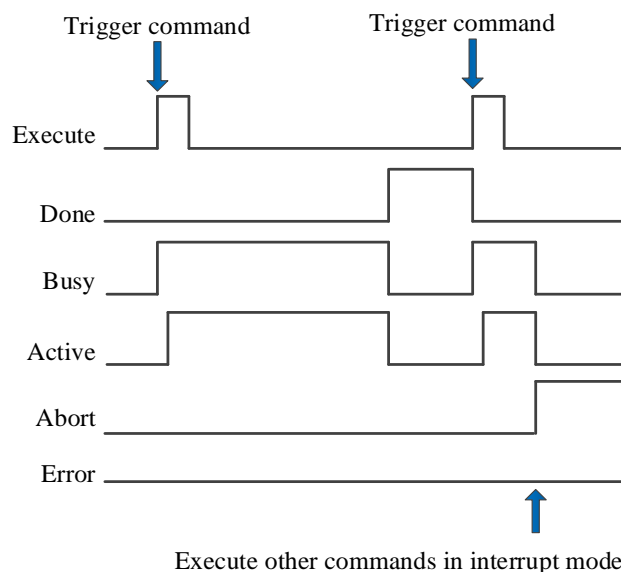 Trigger command
Trigger command
Execute
Done
Busy
Active
Abort
Error
Execute other commands in interrupt mode